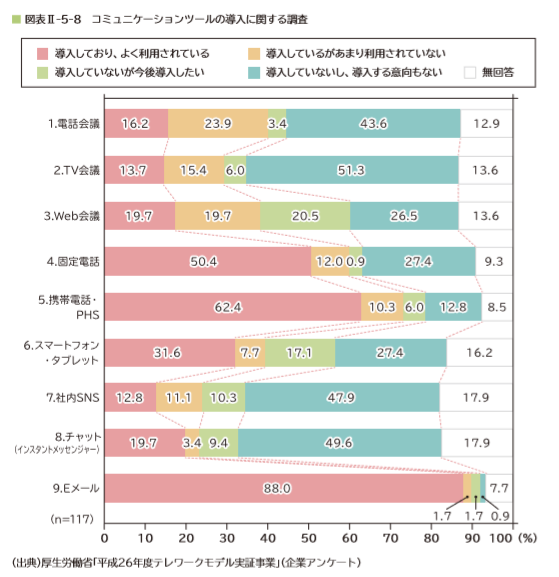 ■ 図表Ⅱ-5-8 コミュニケーションツールの導入に関する調査
導入しており、よく利用されている 導入しているがあまり利用されていない
導入していないが今後導入したい 導入していないし、導入する意向もない 無回答
1.電話会議 16.2 23.9 3.4 43.6 12.9
2.TV会議 13.7 15.4 6.0 51.3 13.6
3.Web会議 19.7 19.7 20.5 26.5 13.6
4.固定電話 50.4 12.0 0.9 27.4 9.3
5.携帯電話・
PHS 62.4 10.3 6.0 12.8 8.5
6.スマートフォン
・タブレット 31.6 7.7 17.1 27.4 16.2
7.社内SNS 12.8 11.1 10.3 47.9 17.9
8.チャット
(インスタントメッセンジャー) 19.7 3.4 9.4 49.6 17.9
9.Eメール 88.0 7.7
(n=117) 1.7 1.7 0.9
0 10 20 30 40 50 60 70 80 90 100 (%)
(出典)厚生労働省「平成26年度テレワークモデル実証事業」(企業アンケート)